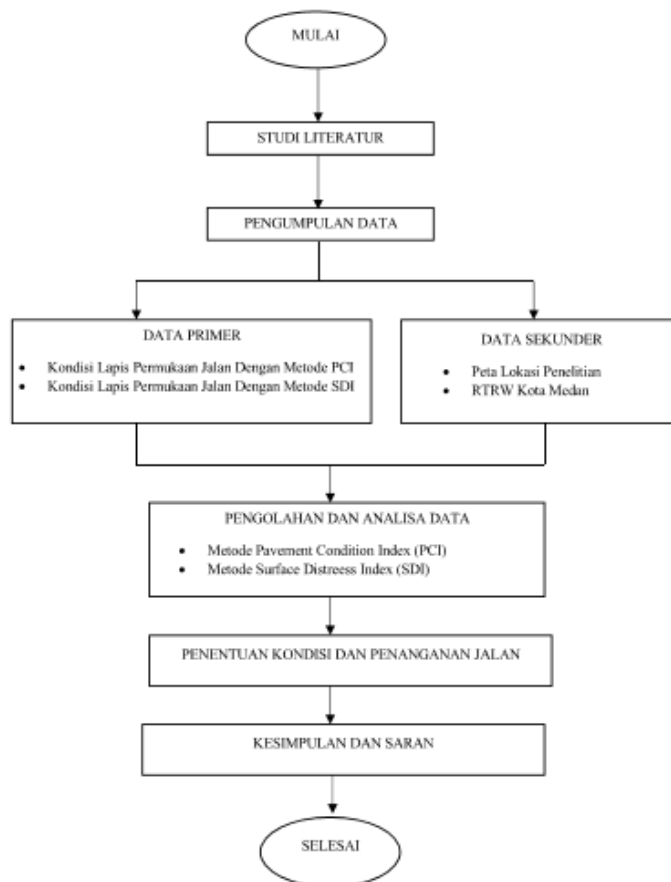 MULAI
STUDI LITERATUR
PENGUMPULAN DATA
DATA PRIMER
• Kondisi Lapis Permukaan Jalan Dengan Metode PCI
• Kondisi Lapis Permukaan Jalan Dengan Metode SDI
DATA SEKUNDER
• Peta Lokasi Penelitian
• RTRW Kota Medan
PENGOLAHAN DAN ANALISA DATA
• Metode Pavement Condition Index (PCI)
• Metode Surface Distreess Index (SDI)
PENENTUAN KONDISI DAN PENANGANAN JALAN
KESIMPULAN DAN SARAN
SELESAI